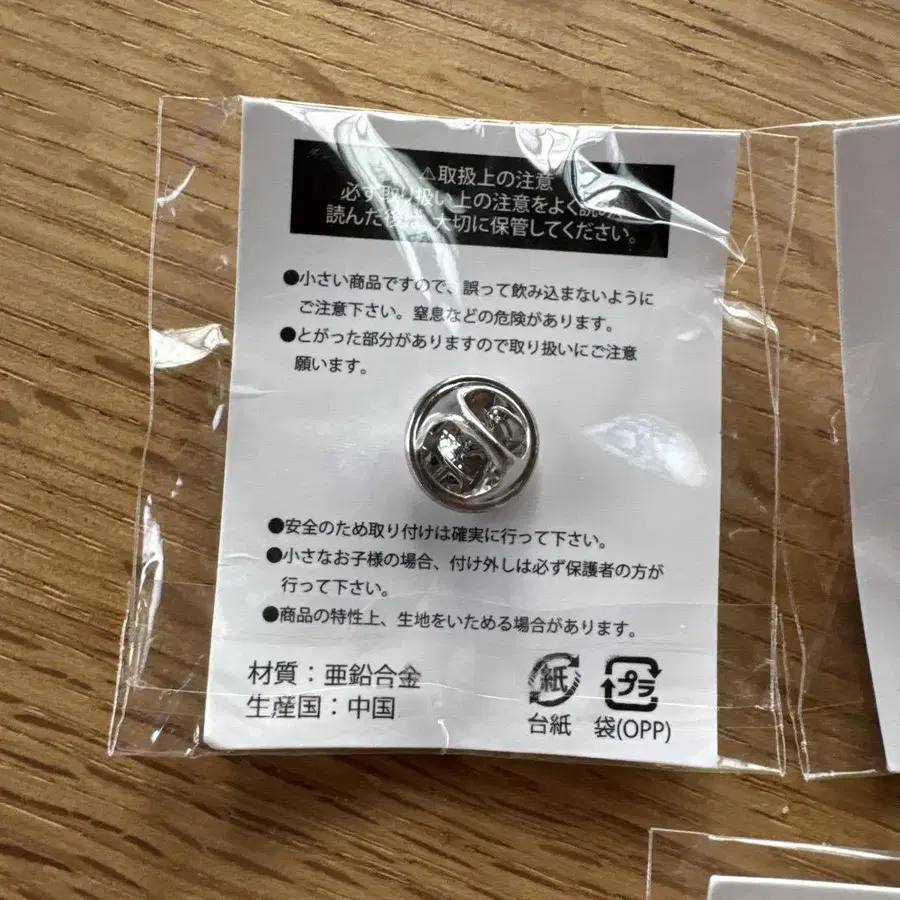 ⚠取扱上の注意
必ず取り扱い上の注意をよく読み、
読んだ後は、大切に保管してください。
●小さい商品ですので、誤って飲み込まないように
ご注意下さい。窒息などの危険があります。
●とがった部分がありますので取り扱いにご注意
願います。
●安全のため取り付けは確実に行って下さい。
●小さなお子様の場合、付け外しは必ず保護者の方が
行って下さい。
●商品の特性上、生地をいためる場合があります。
材質：亜鉛合金
生産国：中国
紙
プラ
台紙
袋(OPP)